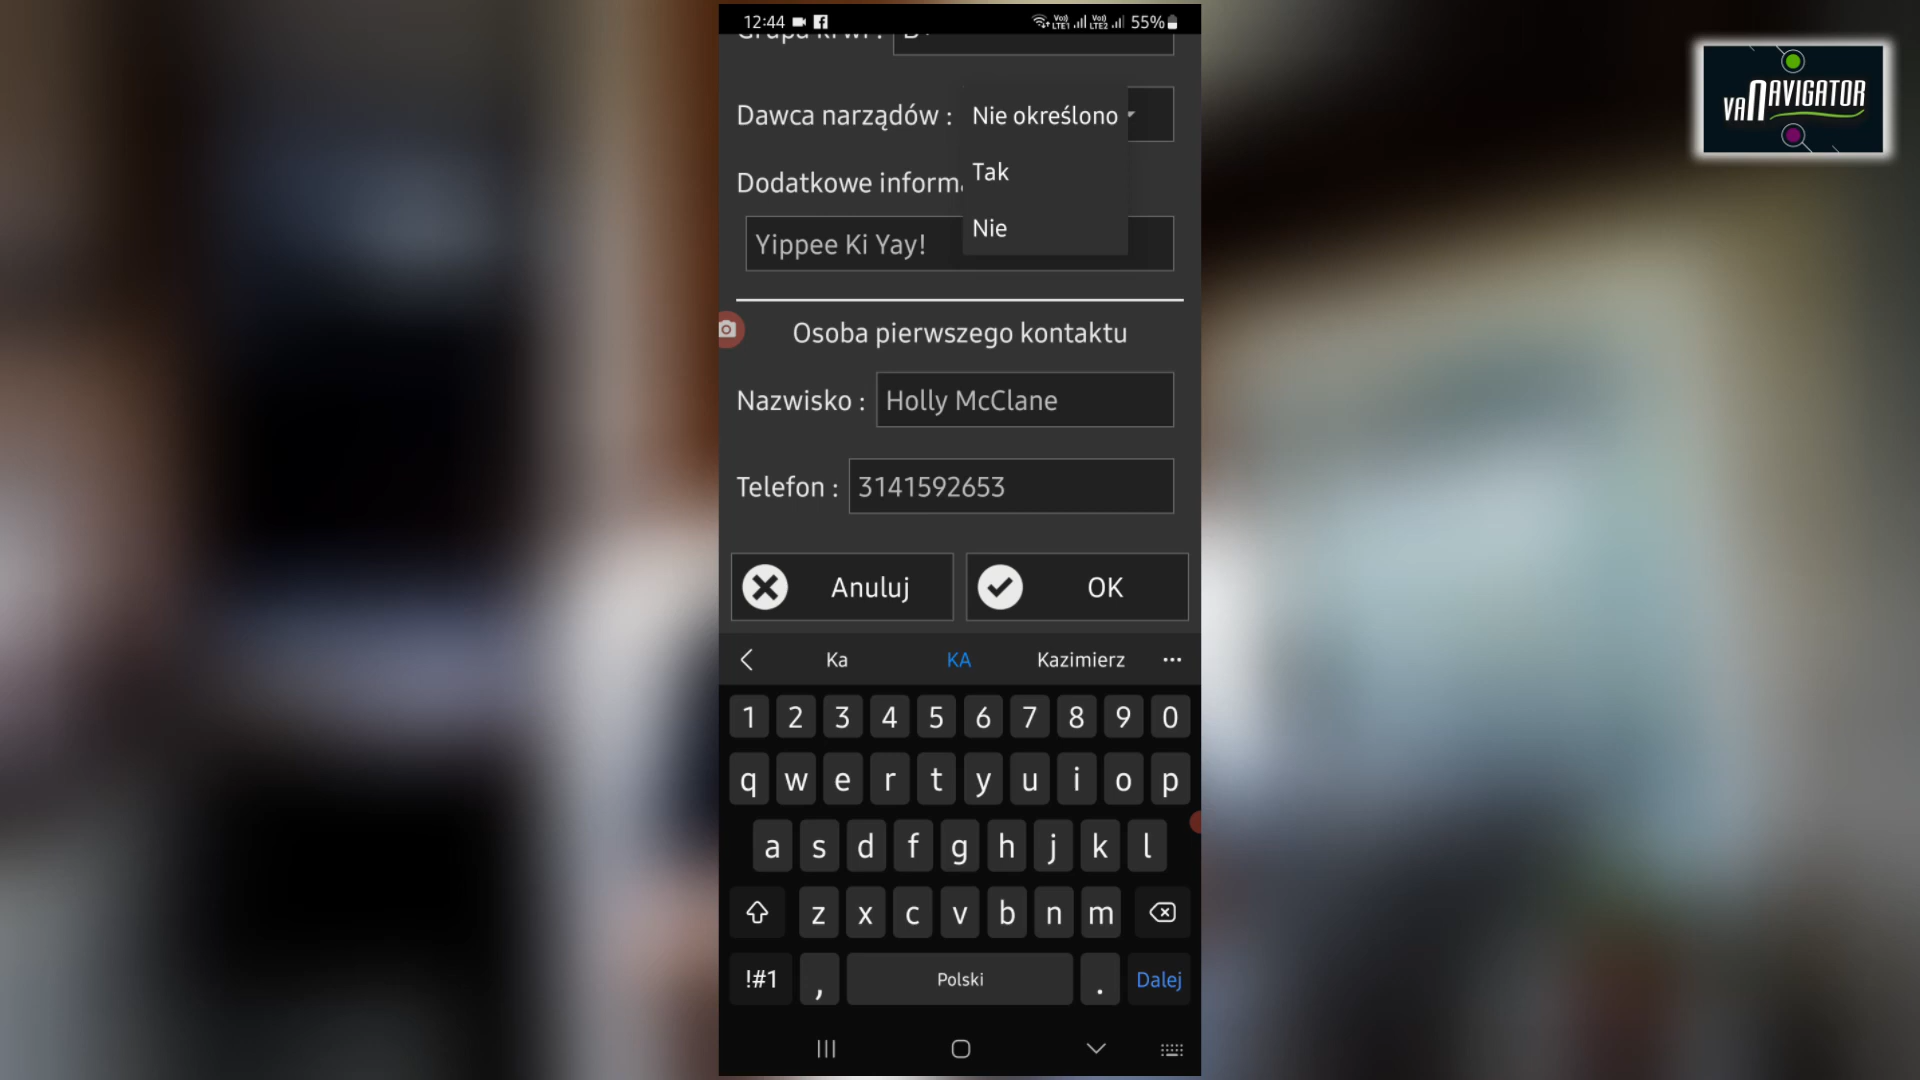 12:44 55%
Dawca narządów : Nie określono
Tak
Dodatkowe inform
Nie
Yippee Ki Yay!
Osoba pierwszego kontaktu
Nazwisko : Holly McClane
Telefon : 3141592653
Anuluj OK
Ka KA Kazimierz
1 2 3 4 5 6 7 8 9 0
q w e r t y u i o p
a s d f g h j k l
z x c v b n m
!#1 , Polski . Dalej
VANAVIGATOR